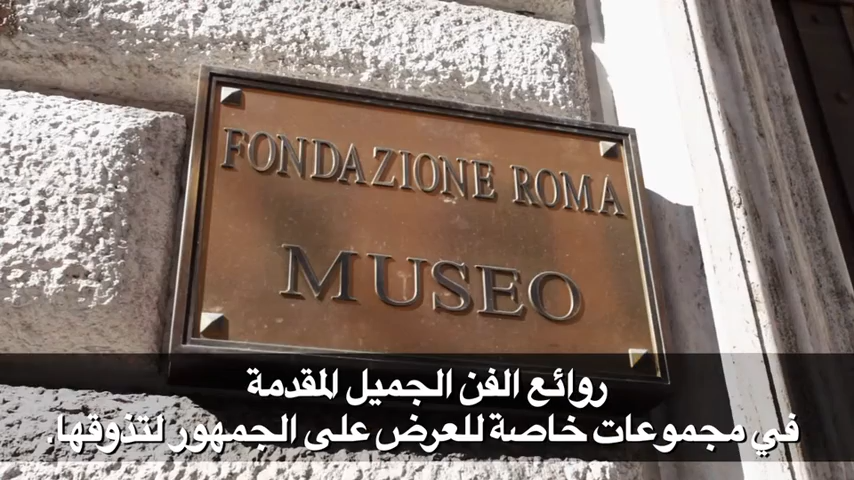 FONDAZIONE ROMA
MUSEO
روائع الفن الجميل المقدمة
في مجموعات خاصة للعرض على الجمهور لتذوقها.